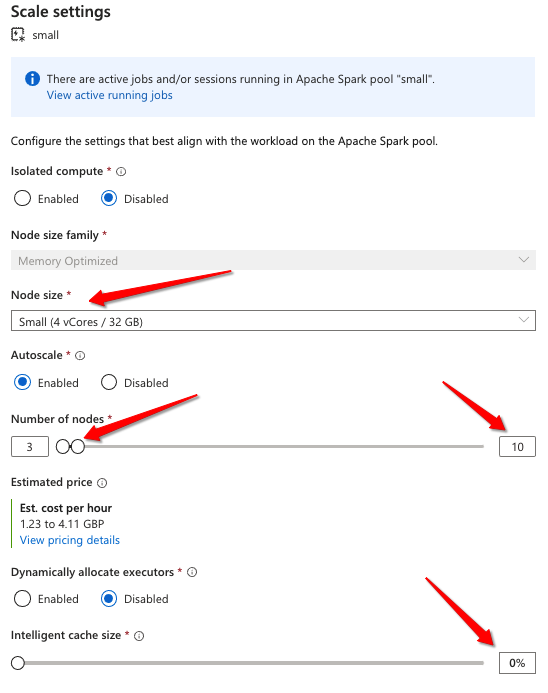 Scale settings
small
There are active jobs and/or sessions running in Apache Spark pool "small".
View active running jobs
Configure the settings that best align with the workload on the Apache Spark pool.
Isolated compute *
Enabled Disabled
Node size family *
Memory Optimized
Node size *
Small (4 vCores / 32 GB)
Autoscale *
Enabled Disabled
Number of nodes *
3 10
Estimated price
Est. cost per hour
1.23 to 4.11 GBP
View pricing details
Dynamically allocate executors *
Enabled Disabled
Intelligent cache size *
0%